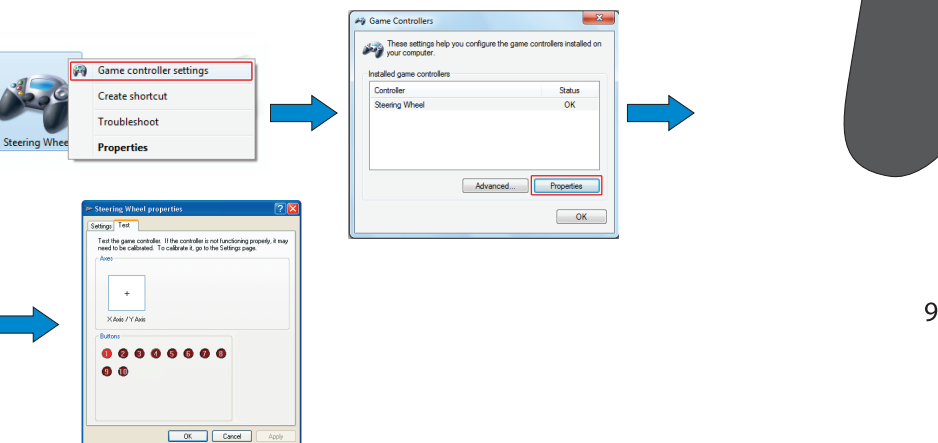 Game controller settings
Create shortcut
Troubleshoot
Properties
Steering Whee
Game Controllers
These settings help you configure the game controllers installed on
your computer.
Installed game controllers
Controller Status
Steering Wheel OK
Advanced... Properties
OK
Steering Wheel properties
Settings Test
Test the game controller. If the controller is not functioning properly, it may
need to be calibrated. To calibrate it, go to the Settings page.
Axes
X Axis / Y Axis
Buttons
1 2 3 4 5 6 7 8
9 10
OK Cancel Apply
9